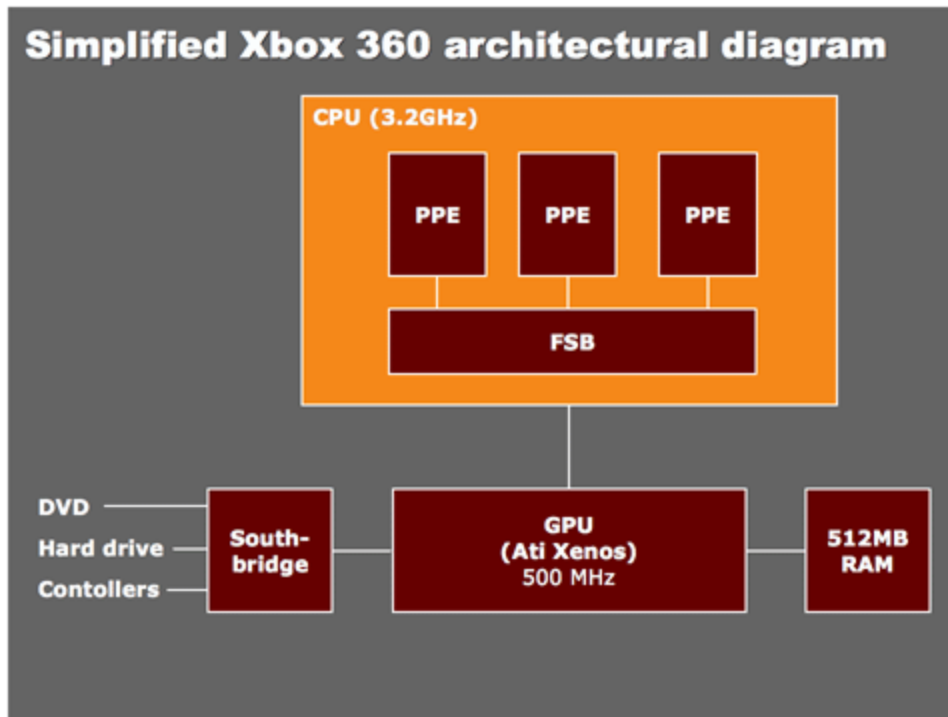 Simplified Xbox 360 architectural diagram
CPU (3.2GHz)
PPE
PPE
PPE
FSB
DVD
Hard drive
Contollers
South-
bridge
GPU
(Ati Xenos)
500 MHz
512MB
RAM